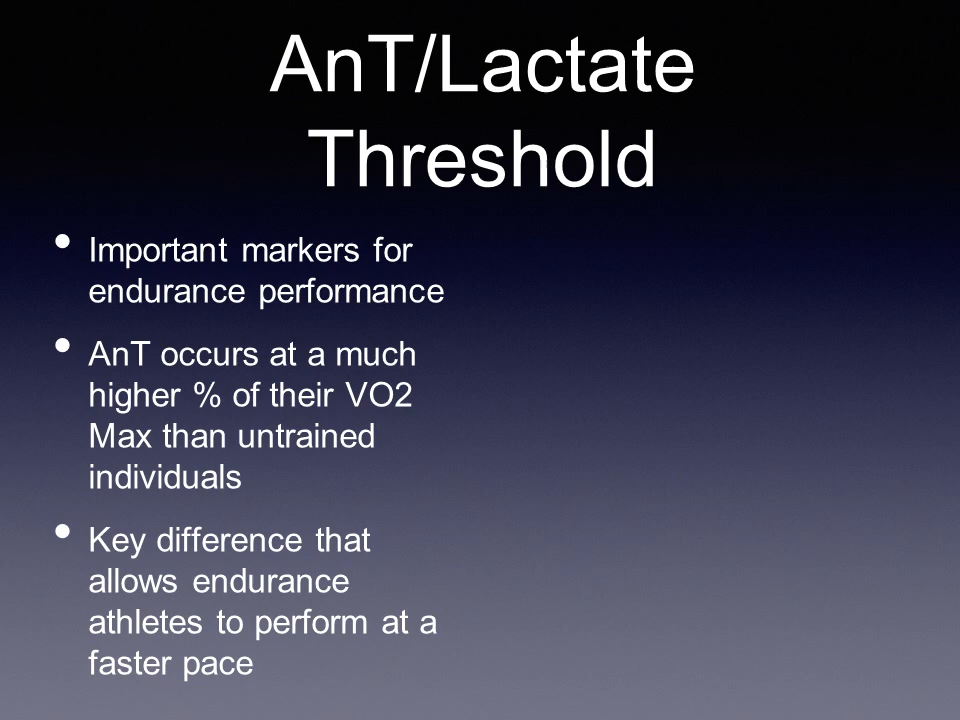 AnT/Lactate
Threshold
• Important markers for
endurance performance
• AnT occurs at a much
higher % of their VO2
Max than untrained
individuals
• Key difference that
allows endurance
athletes to perform at a
faster pace